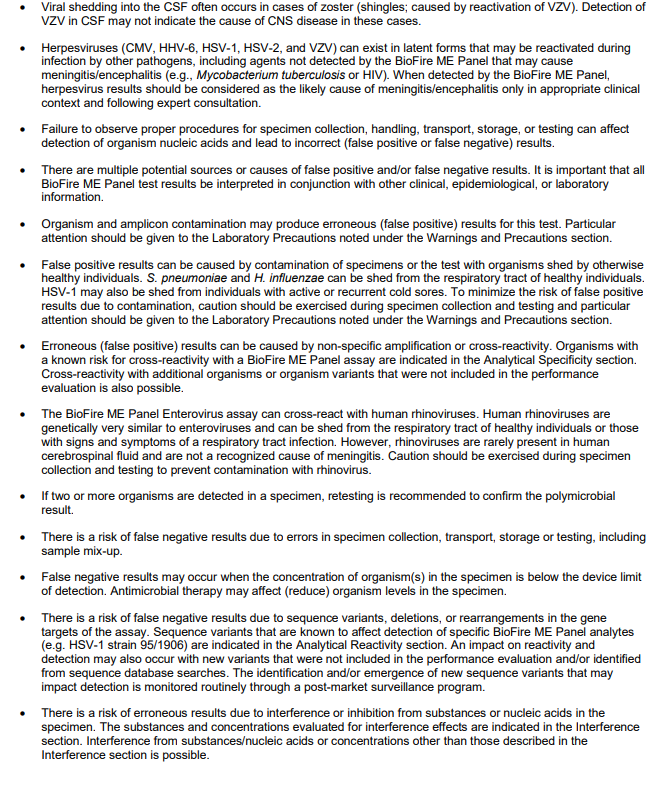 • Viral shedding into the CSF often occurs in cases of zoster (shingles; caused by reactivation of VZV). Detection of
VZV in CSF may not indicate the cause of CNS disease in these cases.
• Herpesviruses (CMV, HHV-6, HSV-1, HSV-2, and VZV) can exist in latent forms that may be reactivated during
infection by other pathogens, including agents not detected by the BioFire ME Panel that may cause
meningitis/encephalitis (e.g., Mycobacterium tuberculosis or HIV). When detected by the BioFire ME Panel,
herpesvirus results should be considered as the likely cause of meningitis/encephalitis only in appropriate clinical
context and following expert consultation.
• Failure to observe proper procedures for specimen collection, handling, transport, storage, or testing can affect
detection of organism nucleic acids and lead to incorrect (false positive or false negative) results.
• There are multiple potential sources or causes of false positive and/or false negative results. It is important that all
BioFire ME Panel test results be interpreted in conjunction with other clinical, epidemiological, or laboratory
information.
• Organism and amplicon contamination may produce erroneous (false positive) results for this test. Particular
attention should be given to the Laboratory Precautions noted under the Warnings and Precautions section.
• False positive results can be caused by contamination of specimens or the test with organisms shed by otherwise
healthy individuals. S. pneumoniae and H. influenzae can be shed from the respiratory tract of healthy individuals.
HSV-1 may also be shed from individuals with active or recurrent cold sores. To minimize the risk of false positive
results due to contamination, caution should be exercised during specimen collection and testing and particular
attention should be given to the Laboratory Precautions noted under the Warnings and Precautions section.
• Erroneous (false positive) results can be caused by non-specific amplification or cross-reactivity. Organisms with
a known risk for cross-reactivity with a BioFire ME Panel assay are indicated in the Analytical Specificity section.
Cross-reactivity with additional organisms or organism variants that were not included in the performance
evaluation is also possible.
• The BioFire ME Panel Enterovirus assay can cross-react with human rhinoviruses. Human rhinoviruses are
genetically very similar to enteroviruses and can be shed from the respiratory tract of healthy individuals or those
with signs and symptoms of a respiratory tract infection. However, rhinoviruses are rarely present in human
cerebrospinal fluid and are not a recognized cause of meningitis. Caution should be exercised during specimen
collection and testing to prevent contamination with rhinovirus.
• If two or more organisms are detected in a specimen, retesting is recommended to confirm the polymicrobial
result.
• There is a risk of false negative results due to errors in specimen collection, transport, storage or testing, including
sample mix-up.
• False negative results may occur when the concentration of organism(s) in the specimen is below the device limit
of detection. Antimicrobial therapy may affect (reduce) organism levels in the specimen.
• There is a risk of false negative results due to sequence variants, deletions, or rearrangements in the gene
targets of the assay. Sequence variants that are known to affect detection of specific BioFire ME Panel analytes
(e.g. HSV-1 strain 95/1906) are indicated in the Analytical Reactivity section. An impact on reactivity and
detection may also occur with new variants that were not included in the performance evaluation and/or identified
from sequence database searches. The identification and/or emergence of new sequence variants that may
impact detection is monitored routinely through a post-market surveillance program.
• There is a risk of erroneous results due to interference or inhibition from substances or nucleic acids in the
specimen. The substances and concentrations evaluated for interference effects are indicated in the Interference
section. Interference from substances/nucleic acids or concentrations other than those described in the
Interference section is possible.